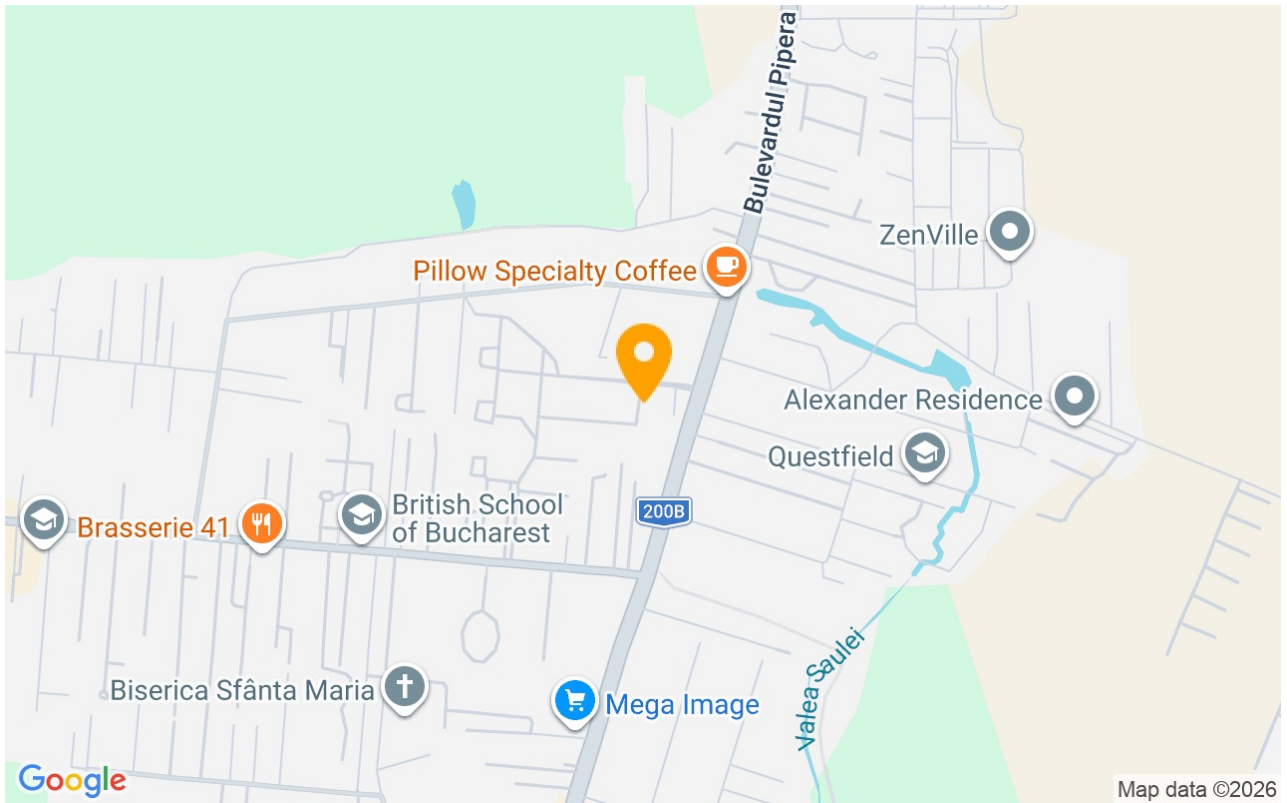 Bulevardul Pipera
ZenVille
Pillow Specialty Coffee
Alexander Residence
Questfield
British School
of Bucharest
200B
Brasserie 41
Valea Saulei
Biserica Sfânta Maria
Mega Image
Google
Map data ©2026